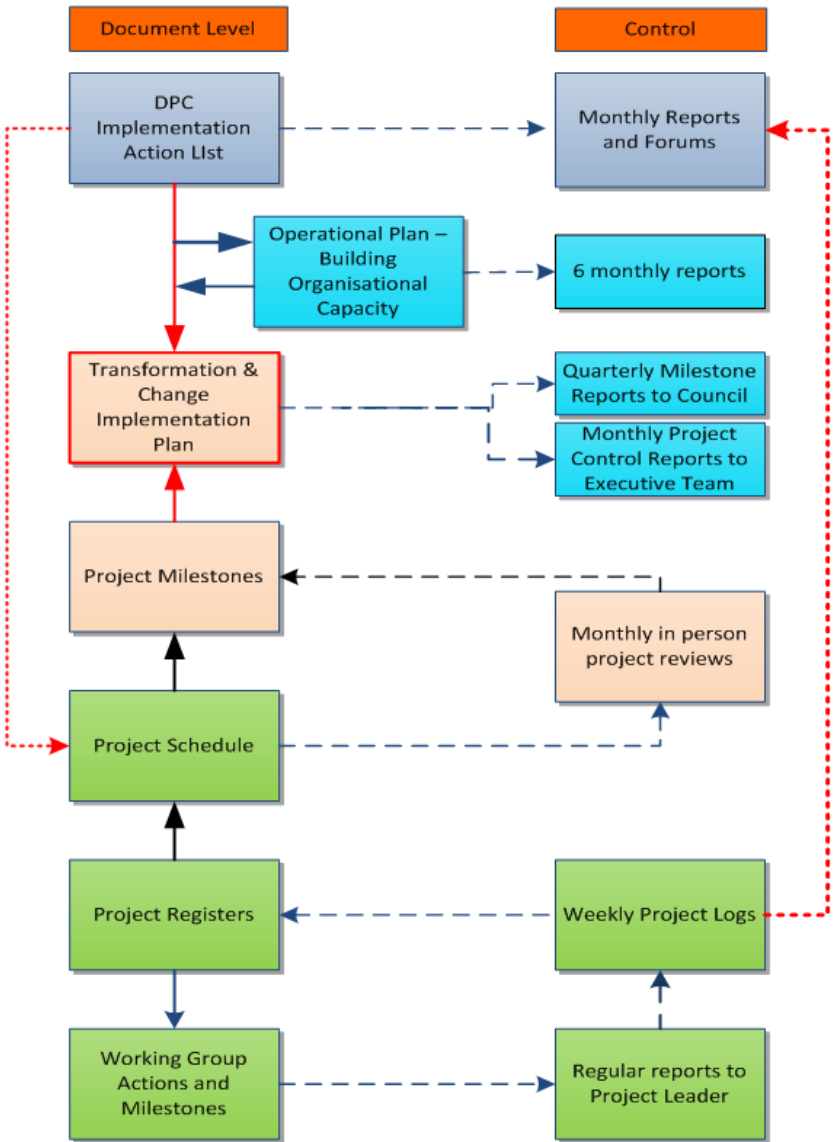 Document Level
Control
DPC
Implementation
Action LIst
Monthly Reports
and Forums
Operational Plan –
Building
Organisational
Capacity
6 monthly reports
Transformation &
Change
Implementation
Plan
Quarterly Milestone
Reports to Council
Monthly Project
Control Reports to
Executive Team
Project Milestones
Monthly in person
project reviews
Project Schedule
Project Registers
Weekly Project Logs
Working Group
Actions and
Milestones
Regular reports to
Project Leader